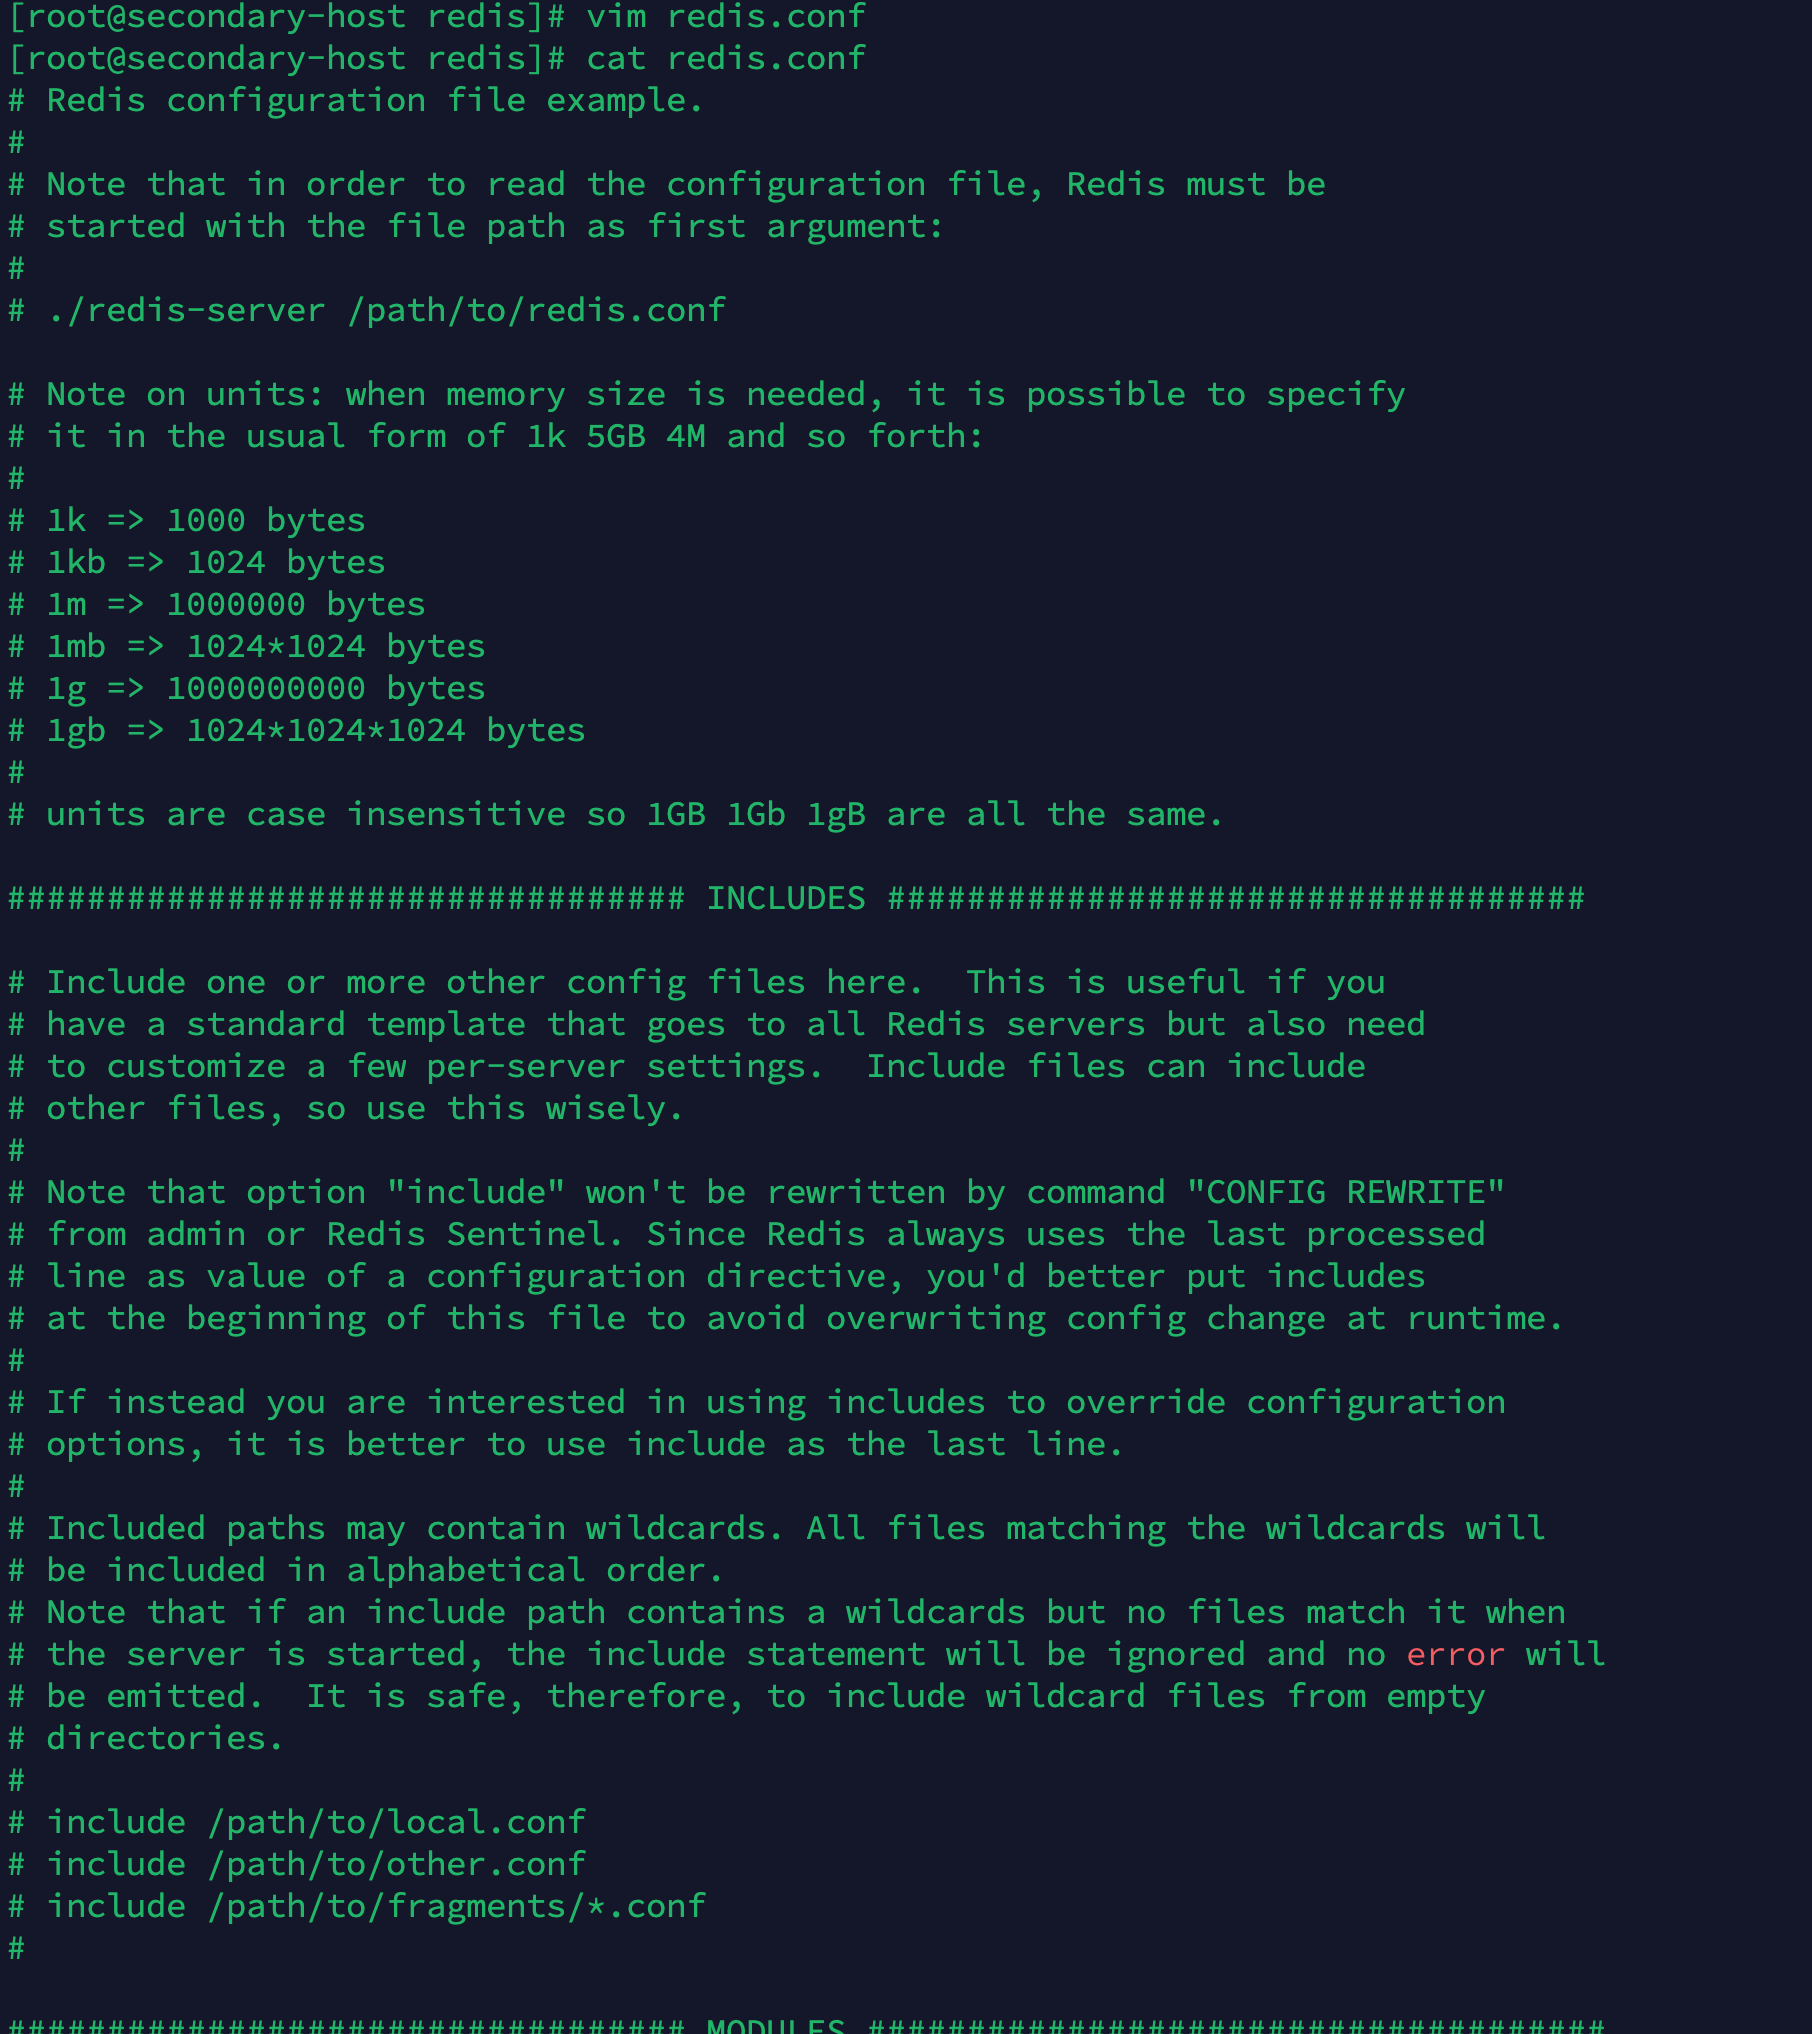 [root@secondary-host redis]# vim redis.conf
[root@secondary-host redis]# cat redis.conf
# Redis configuration file example.
#
# Note that in order to read the configuration file, Redis must be
# started with the file path as first argument:
#
# ./redis-server /path/to/redis.conf

# Note on units: when memory size is needed, it is possible to specify
# it in the usual form of 1k 5GB 4M and so forth:
#
# 1k => 1000 bytes
# 1kb => 1024 bytes
# 1m => 1000000 bytes
# 1mb => 1024*1024 bytes
# 1g => 1000000000 bytes
# 1gb => 1024*1024*1024 bytes
#
# units are case insensitive so 1GB 1Gb 1gB are all the same.

################################## INCLUDES ###################################

# Include one or more other config files here.  This is useful if you
# have a standard template that goes to all Redis servers but also need
# to customize a few per-server settings.  Include files can include
# other files, so use this wisely.
#
# Note that option "include" won't be rewritten by command "CONFIG REWRITE"
# from admin or Redis Sentinel. Since Redis always uses the last processed
# line as value of a configuration directive, you'd better put includes
# at the beginning of this file to avoid overwriting config change at runtime.
#
# If instead you are interested in using includes to override configuration
# options, it is better to use include as the last line.
#
# Included paths may contain wildcards. All files matching the wildcards will
# be included in alphabetical order.
# Note that if an include path contains a wildcards but no files match it when
# the server is started, the include statement will be ignored and no error will
# be emitted.  It is safe, therefore, to include wildcard files from empty
# directories.
#
# include /path/to/local.conf
# include /path/to/other.conf
# include /path/to/fragments/*.conf
#

################################## MODULES #####################################